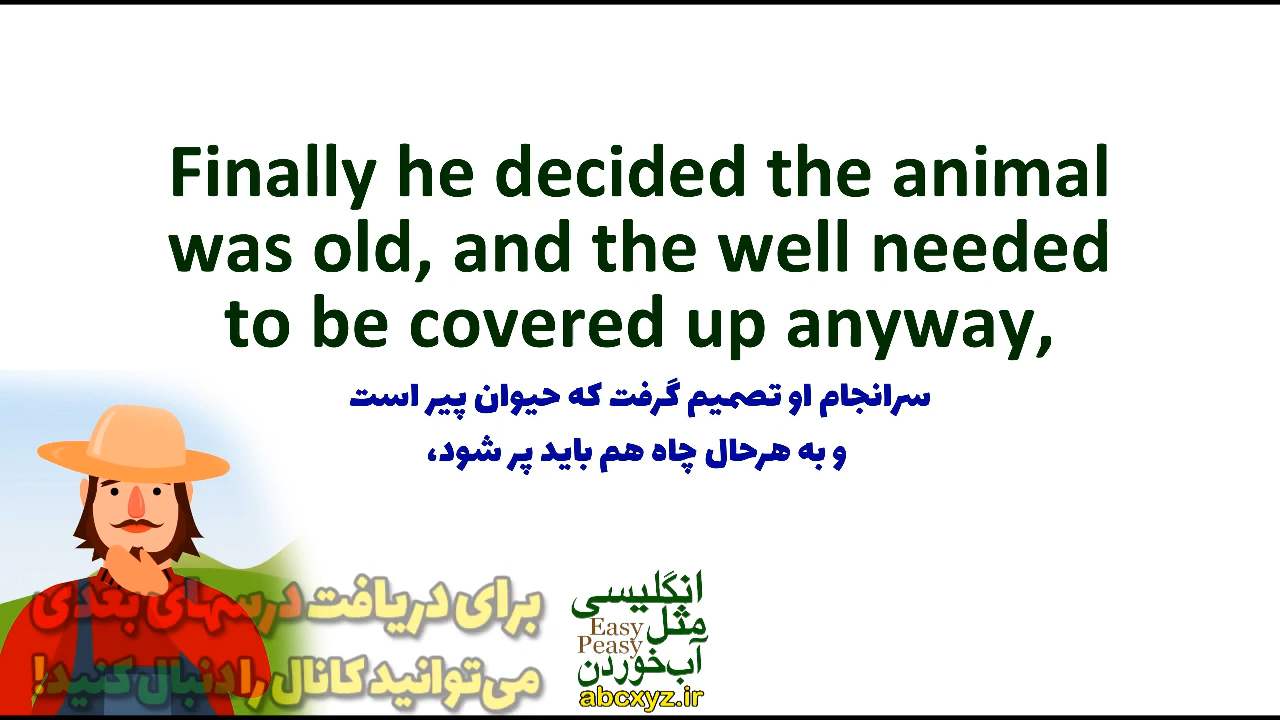 Finally he decided the animal
was old, and the well needed
to be covered up anyway,
سرانجام او تصمیم گرفت که حیوان پیر است
و به هرحال چاه هم باید پر شود،
برای دریافت درسهای بعدی
می‌توانید کانال را دنبال کنید!
انگلیسی
مثل
Easy
Peasy
آب‌خوردن
abcxyz.ir